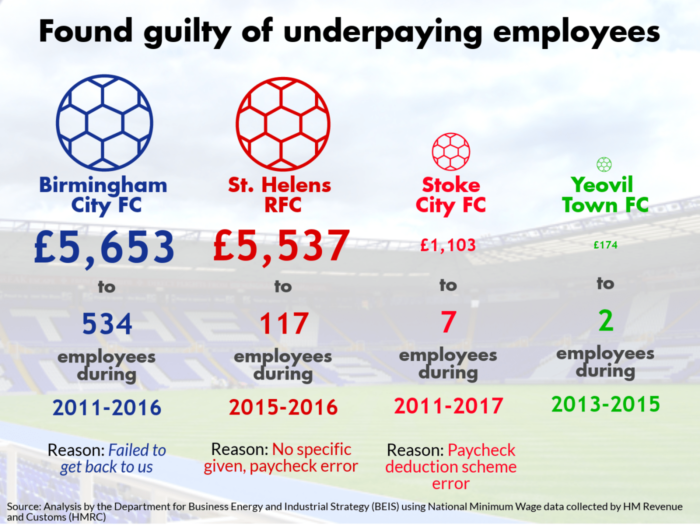 Found guilty of underpaying employees
Birmingham
City FC
£5,653
to
534
employees
during
2011-2016
Reason: Failed to
get back to us
St. Helens
RFC
£5,537
to
117
employees
during
2015-2016
Reason: No specific
given, paycheck error
Stoke
City FC
£1,103
to
7
employees
during
2011-2017
Reason: Paycheck
deduction scheme
error
Yeovil
Town FC
£174
to
2
employees
during
2013-2015
Source: Analysis by the Department for Business Energy and Industrial Strategy (BEIS) using National Minimum Wage data collected by HM Revenue
and Customs (HMRC)